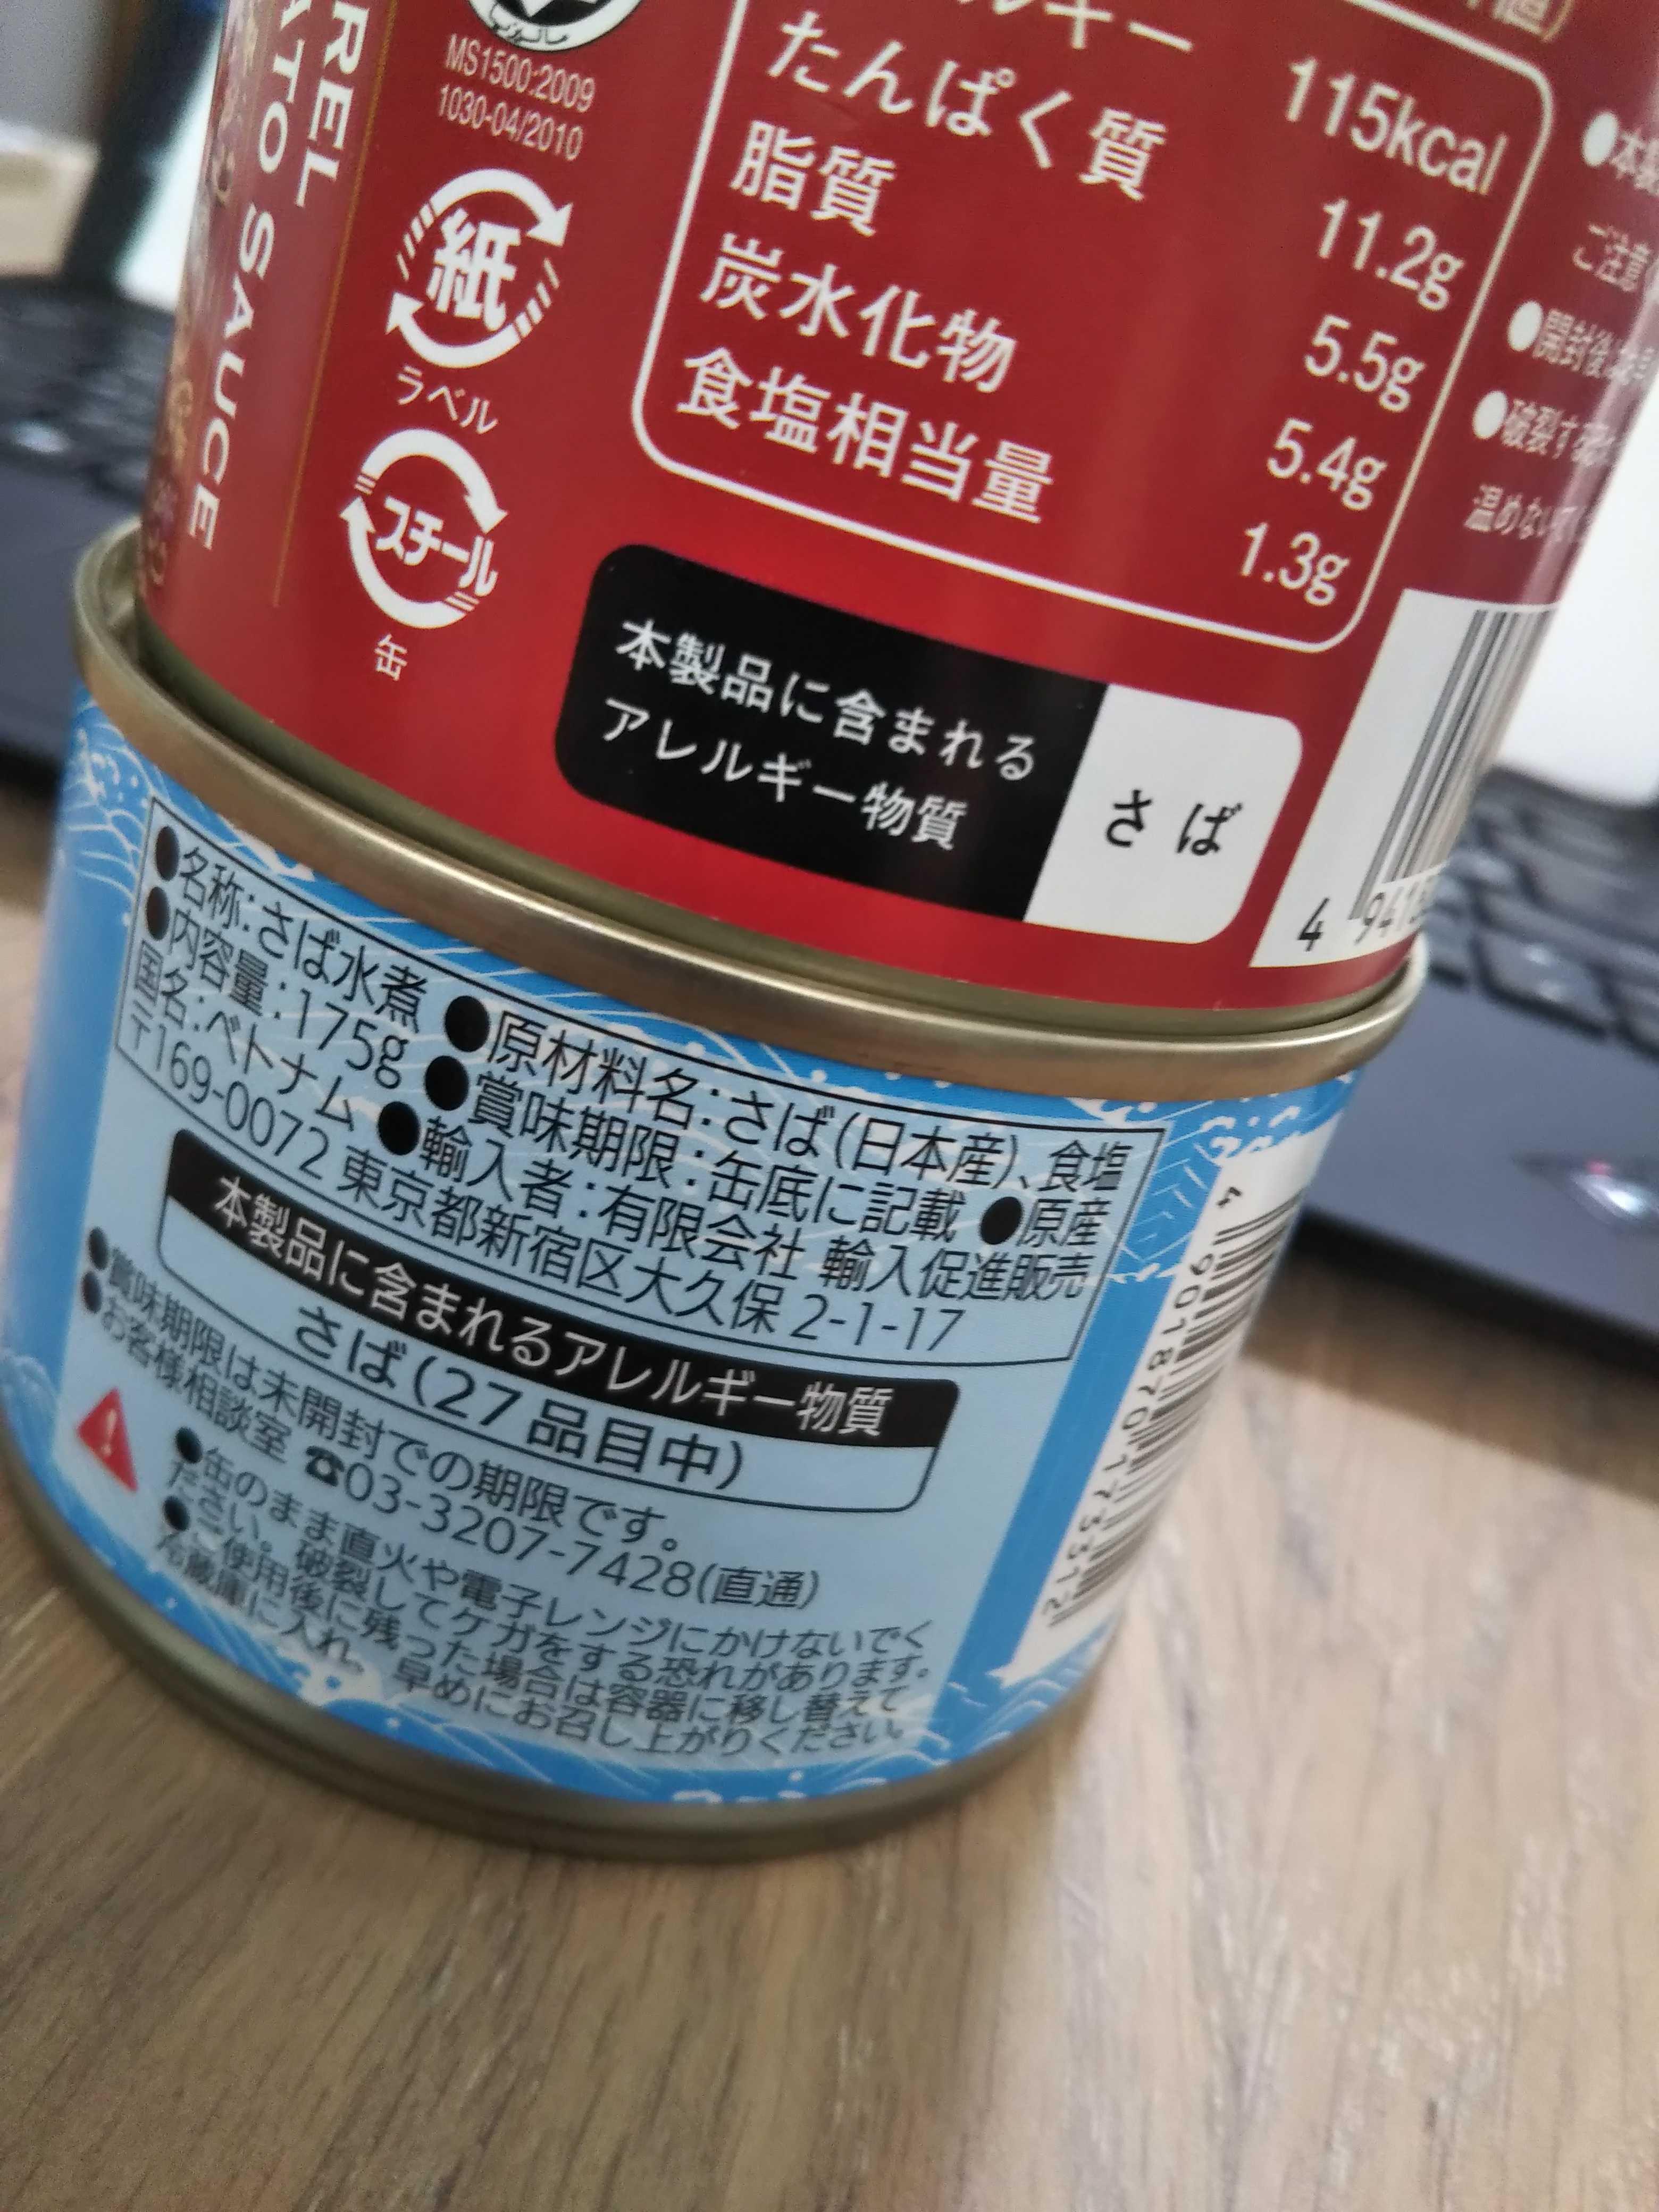 REL
ATO SAUCE
MS1500:2009
1030-04/2010
紙
ラベル
スチール
缶
ルギー 115kcal
たんぱく質 11.2g
脂質 5.5g
炭水化物 5.4g
食塩相当量 1.3g
本製品に含まれる
アレルギー物質
さば
●本製
ご注意
●開封後
●破裂す
温めない
4 9415
●名称:さば水煮 ●原材料名:さば(日本産)、食塩
●内容量:175g ●賞味期限:缶底に記載 ●原産
国名:ベトナム ●輸入者:有限会社 輸入促進販売
〒169-0072 東京都新宿区大久保 2-1-17
本製品に含まれるアレルギー物質
さば(27品目中)
●賞味期限は未開封での期限です。
●お客様相談室 ☎03-3207-7428(直通)
●缶のまま直火や電子レンジにかけないでく
ださい。破裂してケガをする恐れがあります。
●ご使用後に残った場合は容器に移し替えて
冷蔵庫に入れ。早めにお召し上がりください。
4 901870 173312